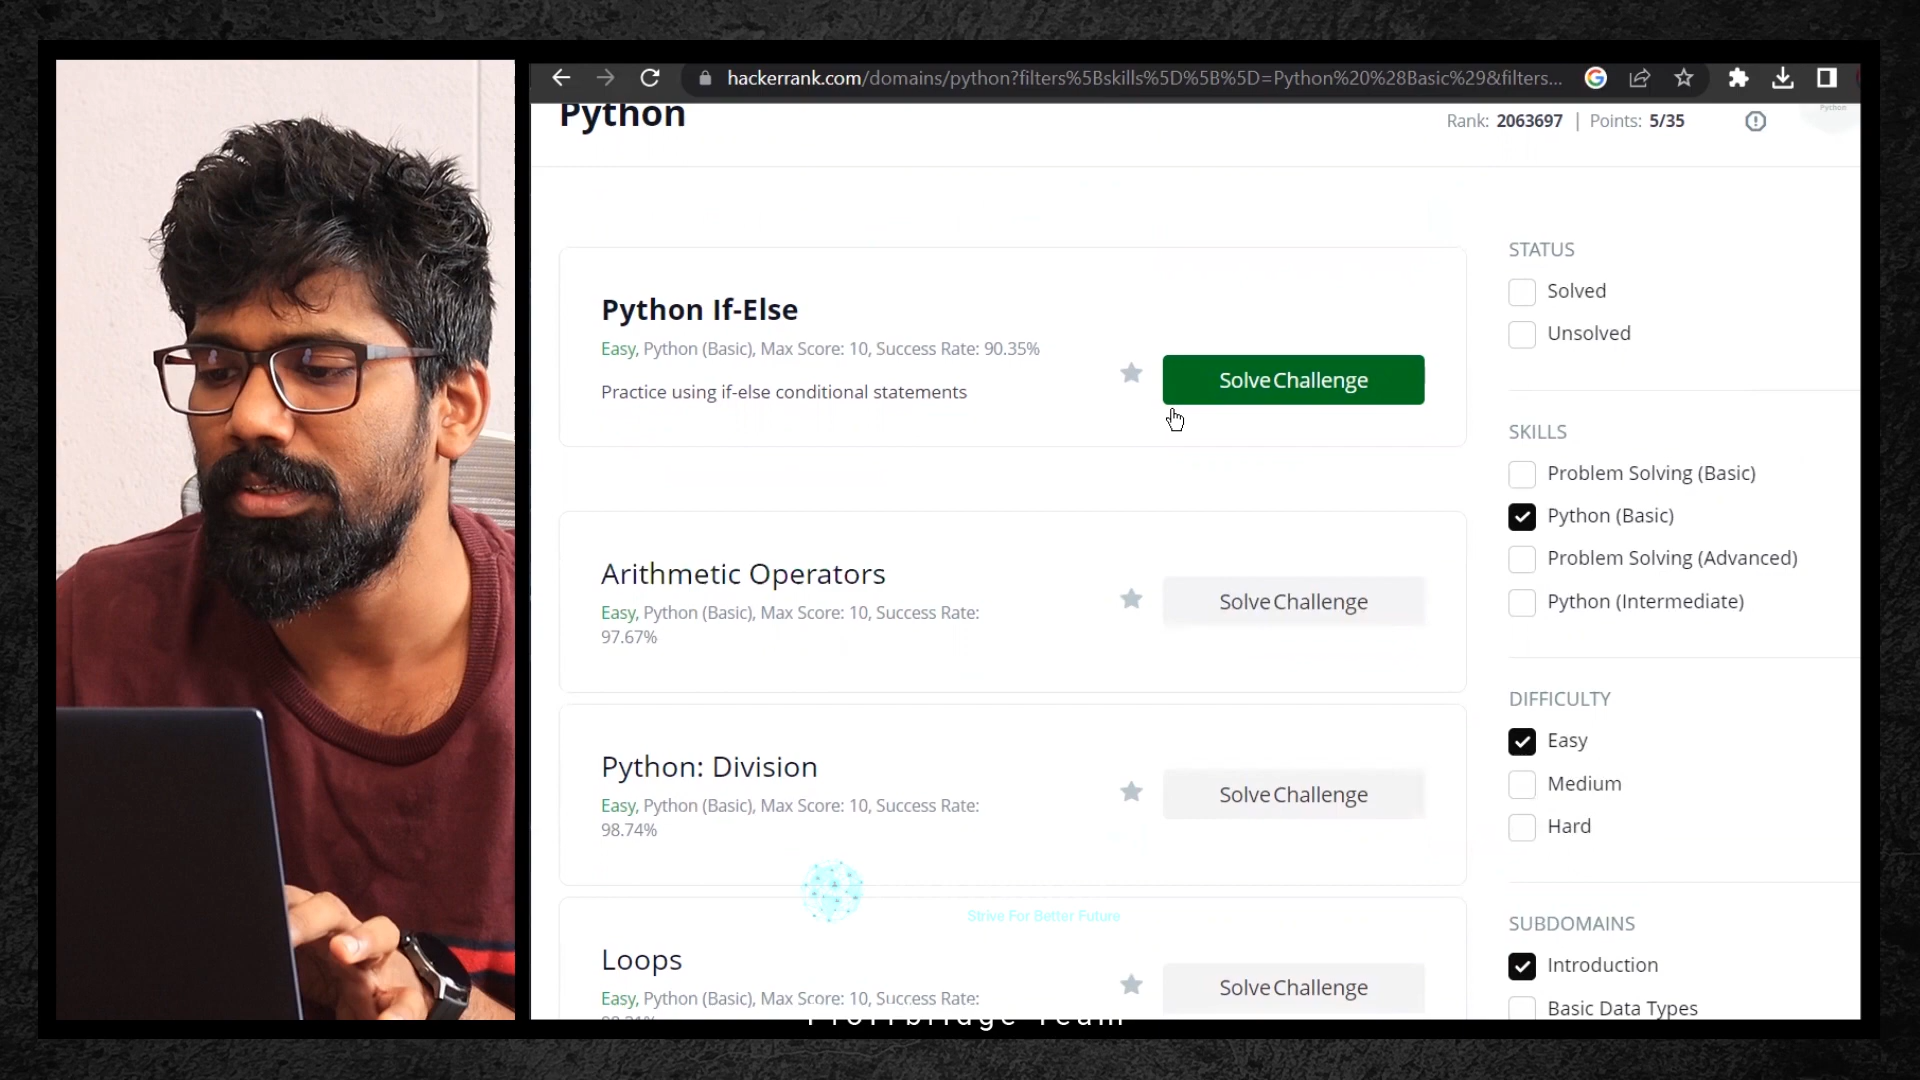 hackerrank.com/domains/python?filters%5Bskills%5D%5B%5D=Python%20%28Basic%29&filters...
Python
Rank: 2063697 | Points: 5/35
Python
Python If-Else
Easy, Python (Basic), Max Score: 10, Success Rate: 90.35%
Practice using if-else conditional statements
Solve Challenge
Arithmetic Operators
Easy, Python (Basic), Max Score: 10, Success Rate:
97.67%
Solve Challenge
Python: Division
Easy, Python (Basic), Max Score: 10, Success Rate:
98.74%
Solve Challenge
Strive For Better Future
Loops
Easy, Python (Basic), Max Score: 10, Success Rate:
Solve Challenge
STATUS
Solved
Unsolved
SKILLS
Problem Solving (Basic)
Python (Basic)
Problem Solving (Advanced)
Python (Intermediate)
DIFFICULTY
Easy
Medium
Hard
SUBDOMAINS
Introduction
Basic Data Types